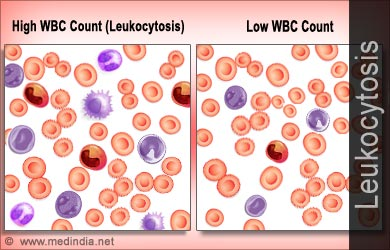 High WBC Count (Leukocytosis)
Low WBC Count
Leukocytosis
© www.medindia.net